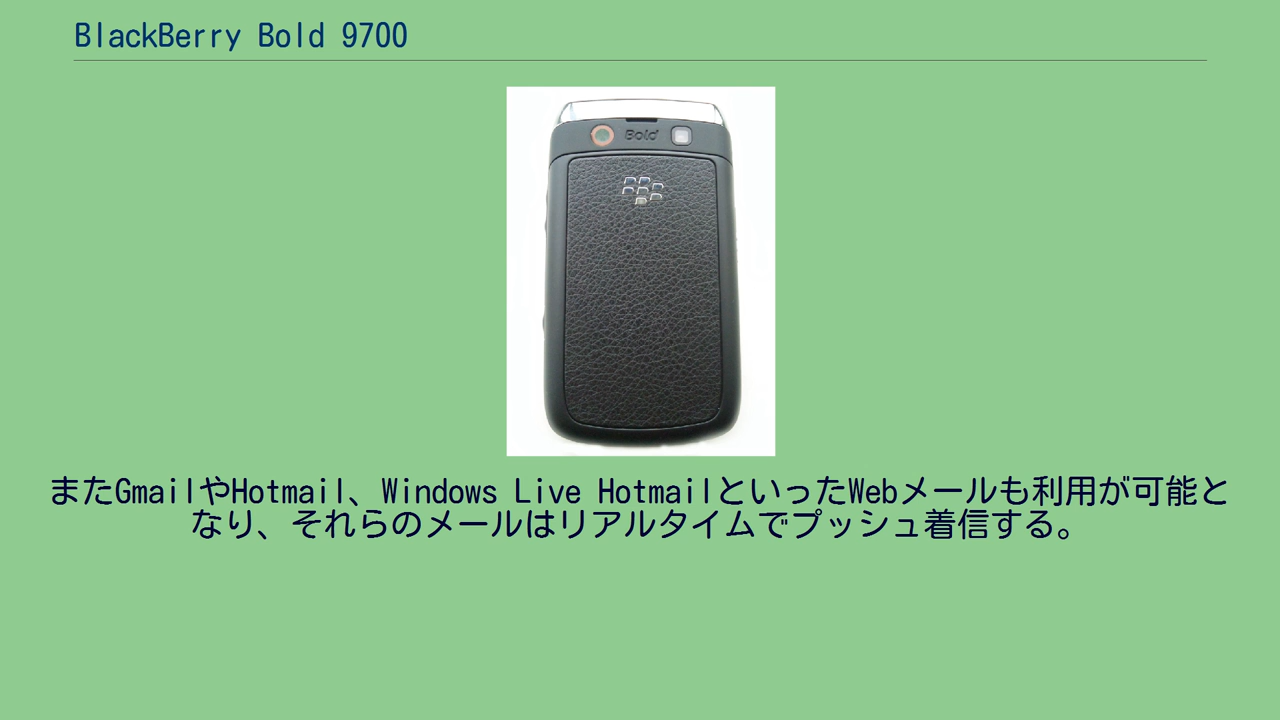 BlackBerry Bold 9700
Bold
またGmailやHotmail、Windows Live HotmailといったWebメールも利用が可能と
なり、それらのメールはリアルタイムでプッシュ着信する。